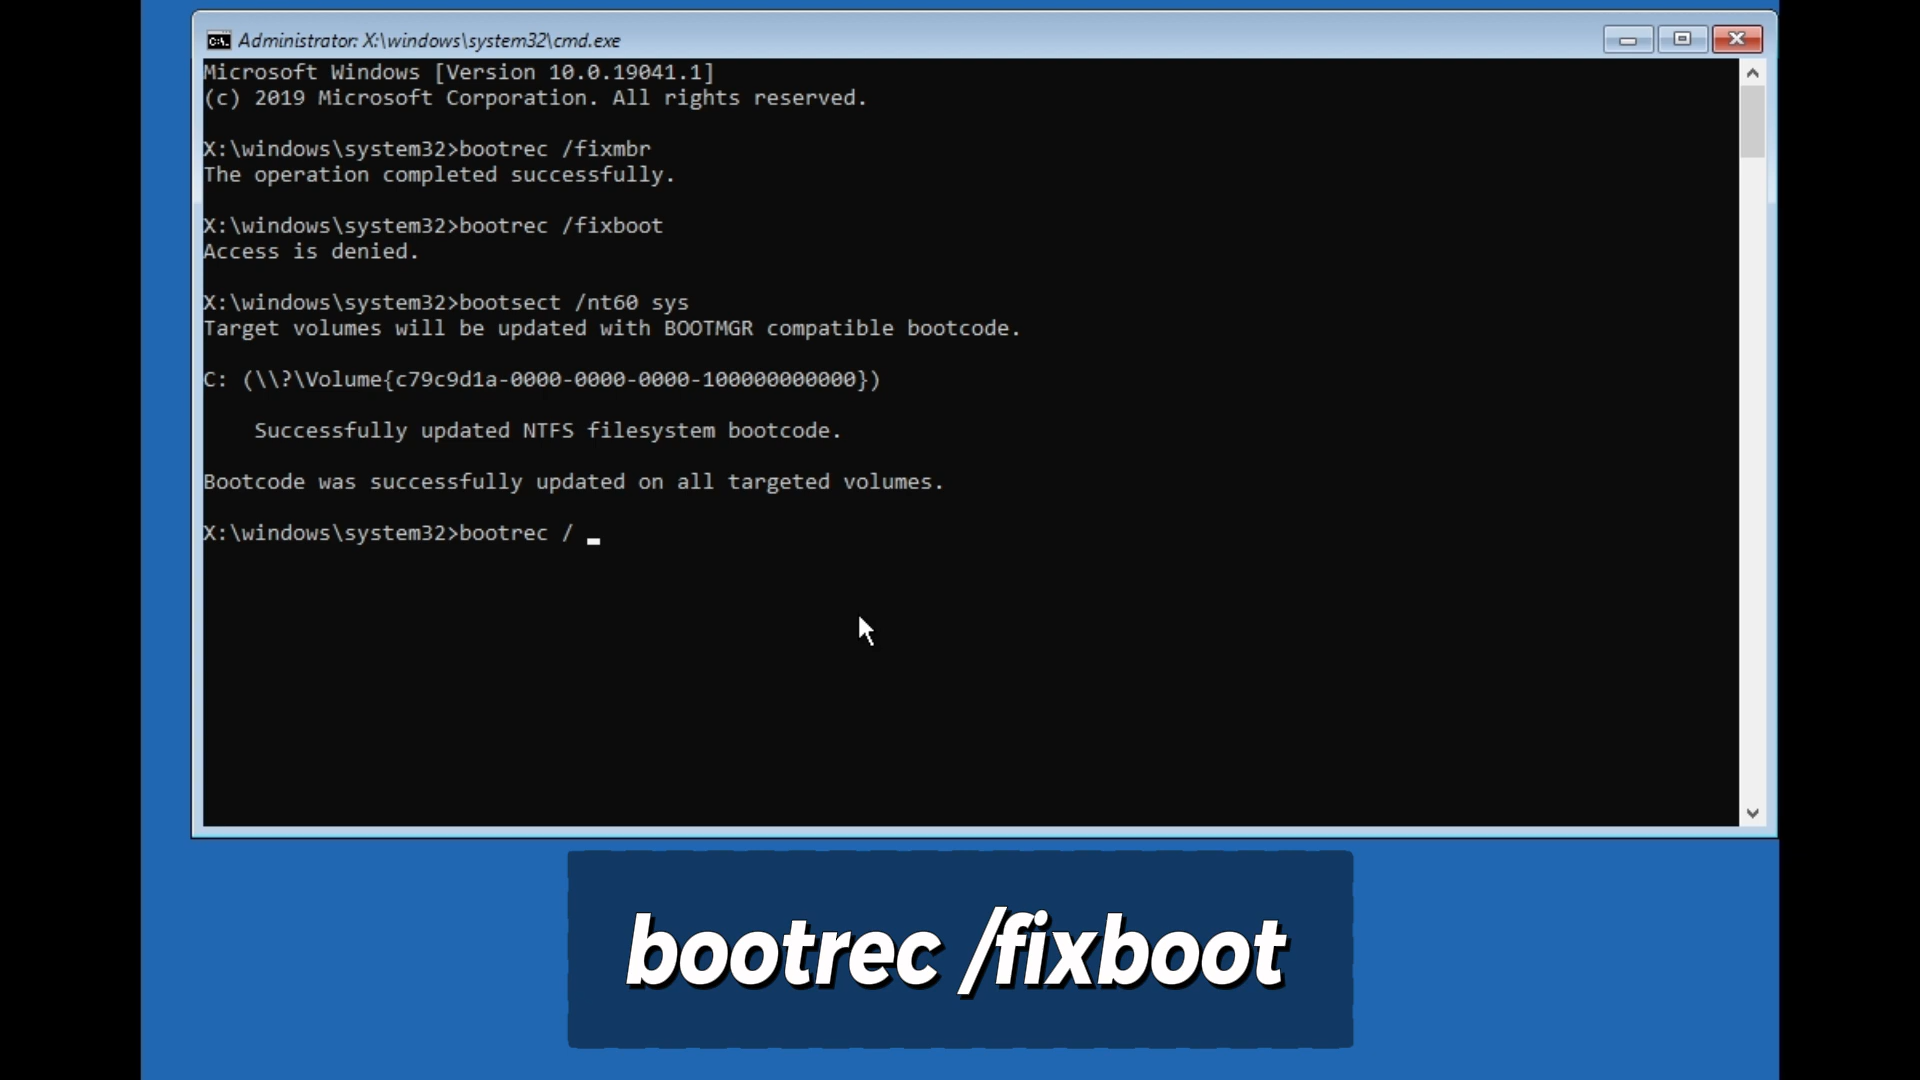 Administrator: X:\windows\system32\cmd.exe
Microsoft Windows [Version 10.0.19041.1]
(c) 2019 Microsoft Corporation. All rights reserved.
X:\windows\system32>bootrec /fixmbr
The operation completed successfully.
X:\windows\system32>bootrec /fixboot
Access is denied.
X:\windows\system32>bootsect /nt60 sys
Target volumes will be updated with BOOTMGR compatible bootcode.
C: (\\?\Volume{c79c9d1a-0000-0000-0000-100000000000})
Successfully updated NTFS filesystem bootcode.
Bootcode was successfully updated on all targeted volumes.
X:\windows\system32>bootrec / _
bootrec /fixboot